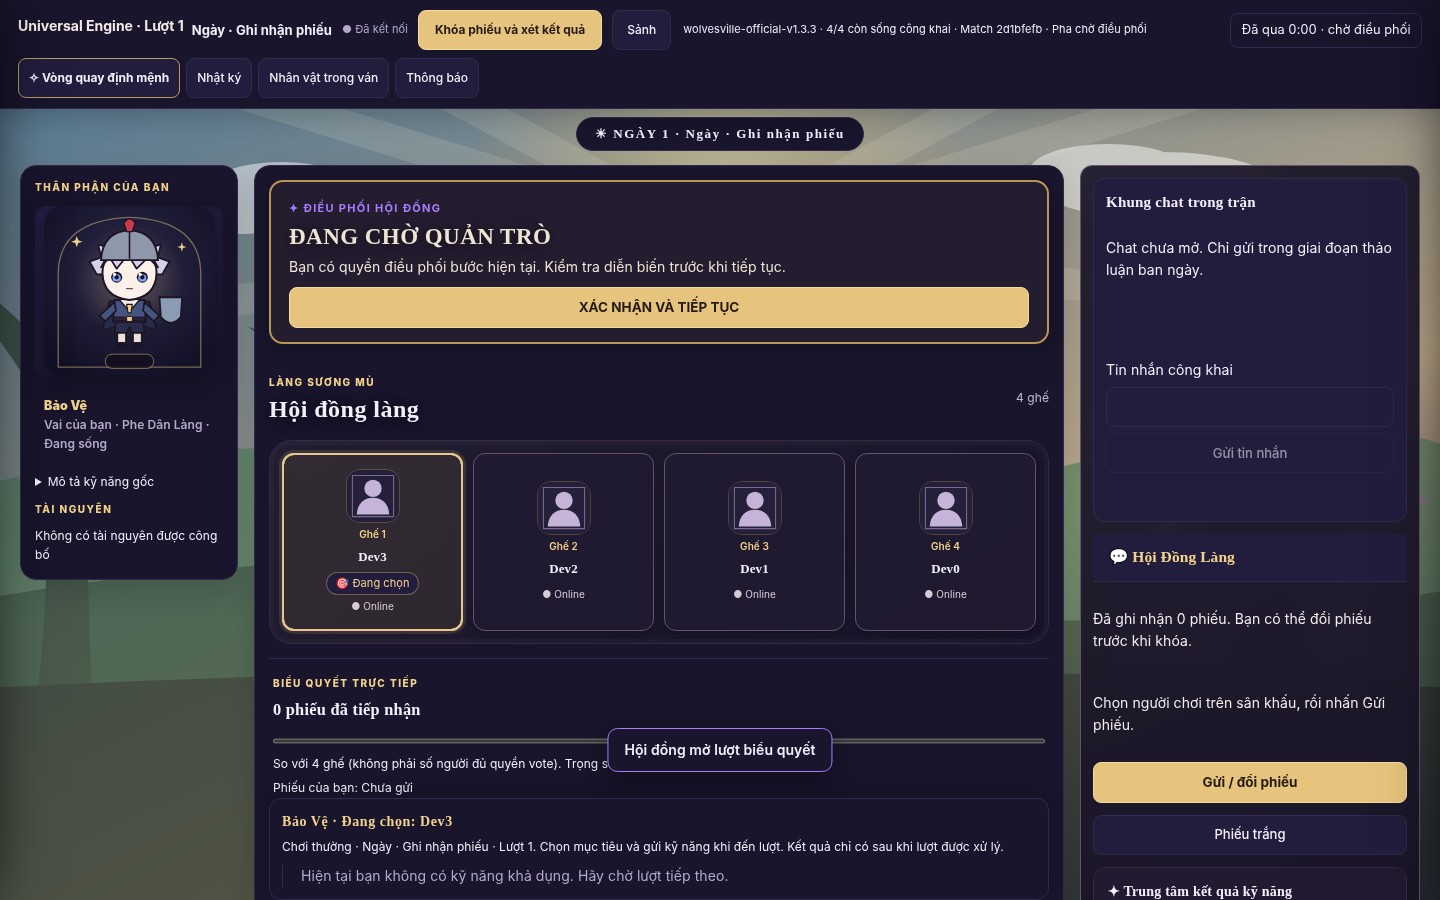 Universal Engine · Lượt 1
Ngày · Ghi nhận phiếu
Đã kết nối
Khóa phiếu và xét kết quả
Sảnh
wolvesville-official-v1.3.3 · 4/4 còn sống công khai · Match 2d1bfefb · Pha chờ điều phối
Đã qua 0:00 · chờ điều phối
✧ Vòng quay định mệnh
Nhật ký
Nhân vật trong ván
Thông báo
☀ NGÀY 1 · Ngày · Ghi nhận phiếu
THÂN PHẬN CỦA BẠN
Bảo Vệ
Vai của bạn · Phe Dân Làng ·
Đang sống
▶ Mô tả kỹ năng gốc
TÀI NGUYÊN
Không có tài nguyên được công
bố
✦ ĐIỀU PHỐI HỘI ĐỒNG
ĐANG CHỜ QUẢN TRÒ
Bạn có quyền điều phối bước hiện tại. Kiểm tra diễn biến trước khi tiếp tục.
XÁC NHẬN VÀ TIẾP TỤC
LÀNG SƯƠNG MÙ
Hội đồng làng
4 ghế
Ghế 1
Dev3
🎯 Đang chọn
Online
Ghế 2
Dev2
Online
Ghế 3
Dev1
Online
Ghế 4
Dev0
Online
BIỂU QUYẾT TRỰC TIẾP
0 phiếu đã tiếp nhận
Hội đồng mở lượt biểu quyết
So với 4 ghế (không phải số người đủ quyền vote). Trọng
Phiếu của bạn: Chưa gửi
Bảo Vệ · Đang chọn: Dev3
Chơi thường · Ngày · Ghi nhận phiếu · Lượt 1. Chọn mục tiêu và gửi kỹ năng khi đến lượt. Kết quả chỉ có sau khi lượt được xử lý.
Hiện tại bạn không có kỹ năng khả dụng. Hãy chờ lượt tiếp theo.
Khung chat trong trận
Chat chưa mở. Chỉ gửi trong giai đoạn thảo
luận ban ngày.
Tin nhắn công khai
Gửi tin nhắn
💬 Hội Đồng Làng
Đã ghi nhận 0 phiếu. Bạn có thể đổi phiếu
trước khi khóa.
Chọn người chơi trên sân khấu, rồi nhấn Gửi
phiếu.
Gửi / đổi phiếu
Phiếu trắng
✦ Trung tâm kết quả kỹ năng